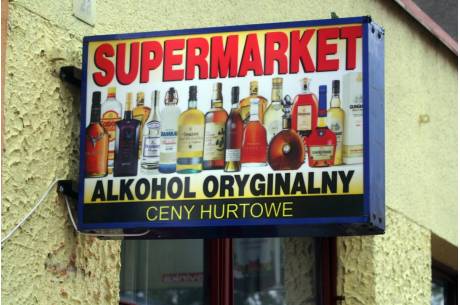 SUPERMARKET
ALKOHOL ORYGINALNY
CENY HURTOWE